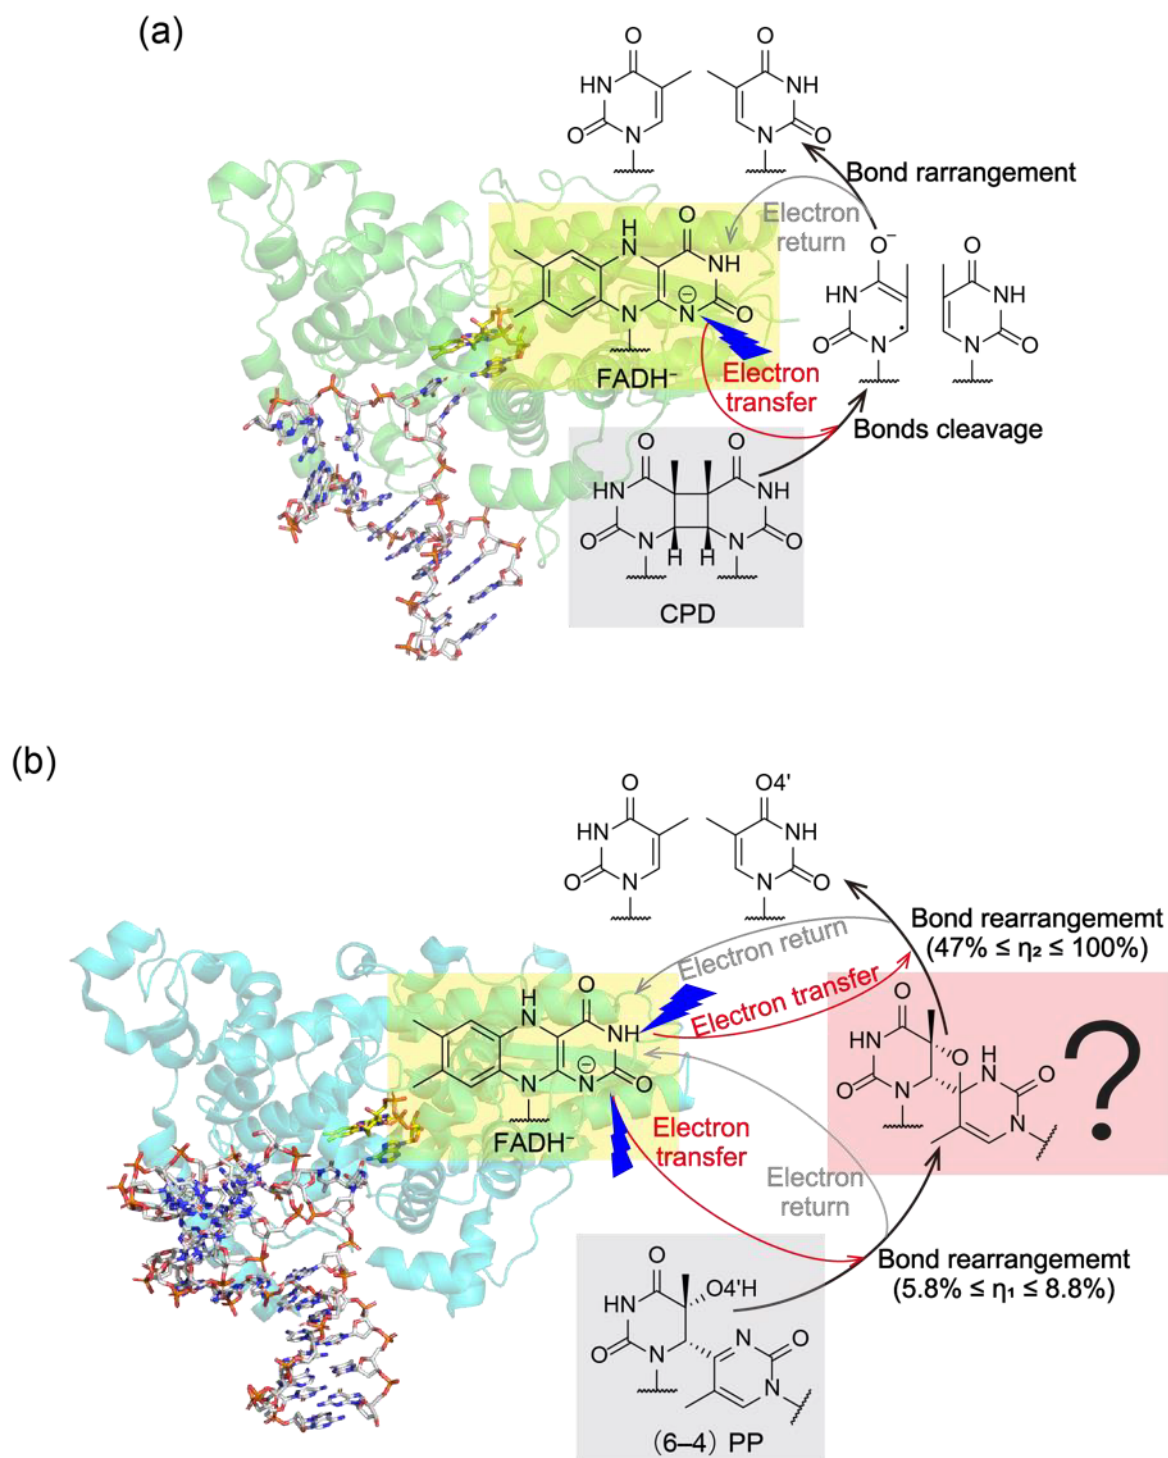 (a)
O O
HN NH
O N N O
Bond rarrangement
Electron
return
H N O
NH
N N O
FADH⁻
O⁻ O
HN HN NH
O N N O
Electron
transfer
Bonds cleavage
O O
HN NH
O N N O
H H
CPD
(b)
O O4'
HN NH
O N N O
Bond rearrangememt
(47% ≤ η₂ ≤ 100%)
Electron return
Electron transfer
H N O
NH
N N O
FADH⁻
O
HN O H N
O N N O
?
Electron
transfer
Electron
return
Bond rearrangememt
(5.8% ≤ η₁ ≤ 8.8%)
O
HN O4'H
O N N
N O
(6–4) PP